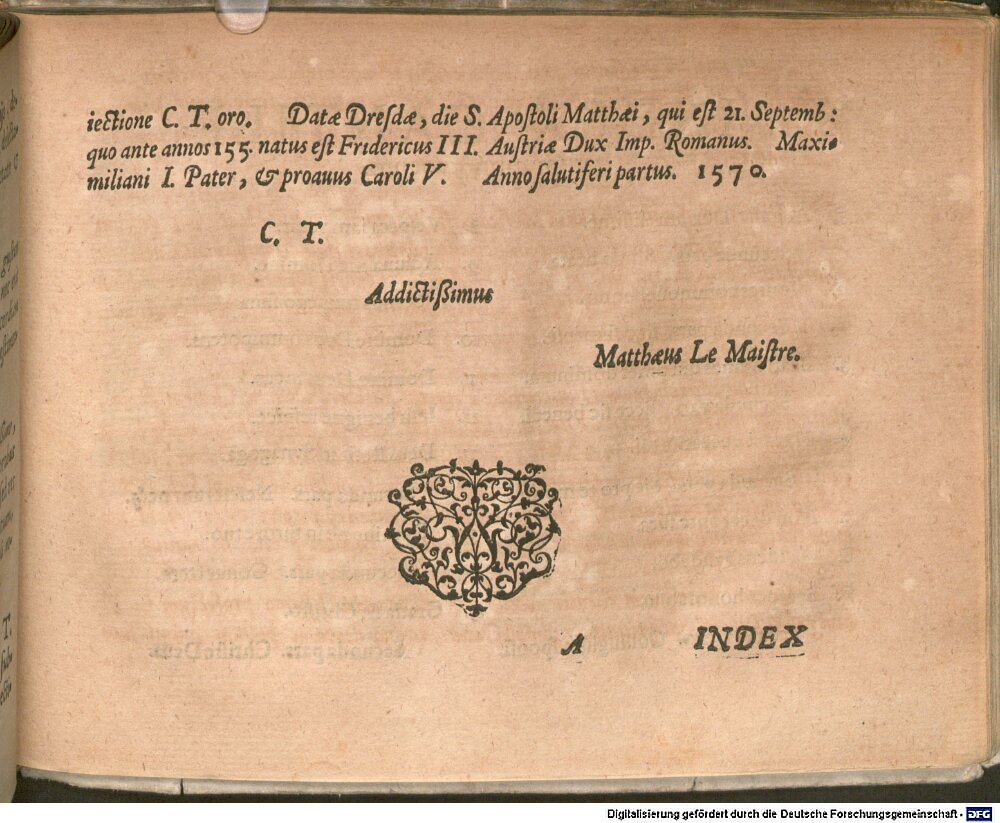 iectione C. T. oro. Datæ Dreſdæ, die S. Apoſtoli Matthæi, qui eſt 21. Septemb:
quo ante annos 155. natus eſt Fridericus III. Auſtriæ Dux Imp. Romanus. Maxi-
miliani I. Pater, & proauus Caroli V. Anno ſalutiferi partus. 1570.
C. T.
Addictißimus
Matthæus Le Maiſtre.
A INDEX
Digitalisierung gefördert durch die Deutsche Forschungsgemeinschaft - DFG